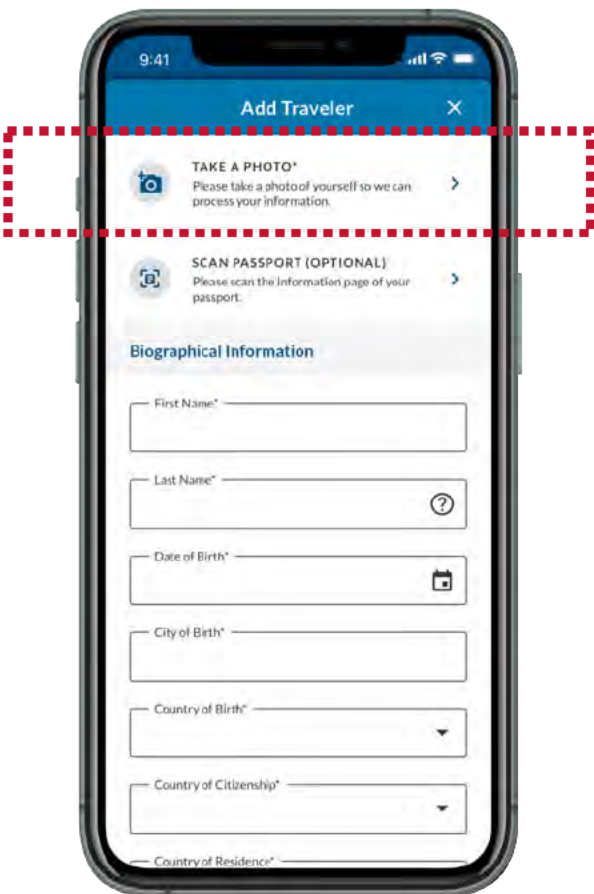 9:41
Add Traveler
TAKE A PHOTO*
Please take a photo of yourself so we can
process your information.
SCAN PASSPORT (OPTIONAL)
Please scan the information page of your
passport.
Biographical Information
First Name*
Last Name*
Date of Birth*
City of Birth*
Country of Birth*
Country of Citizenship*
Country of Residence*